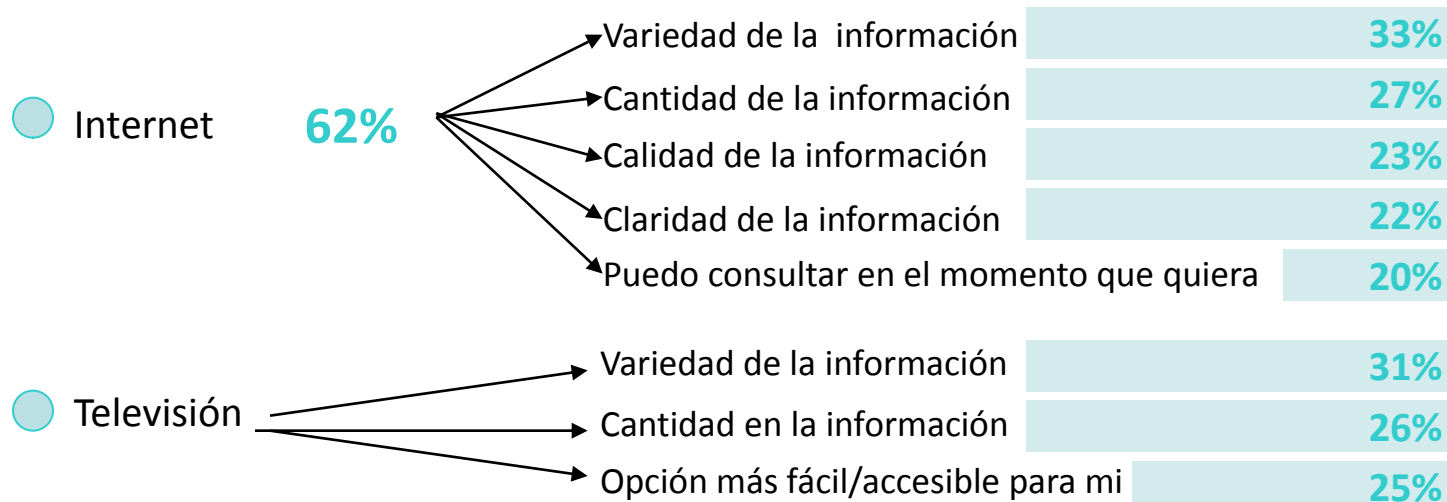 Variedad de la información 33%
Internet 62% Cantidad de la información 27%
Calidad de la información 23%
Claridad de la información 22%
Puedo consultar en el momento que quiera 20%
Variedad de la información 31%
Televisión Cantidad en la información 26%
Opción más fácil/accesible para mi 25%